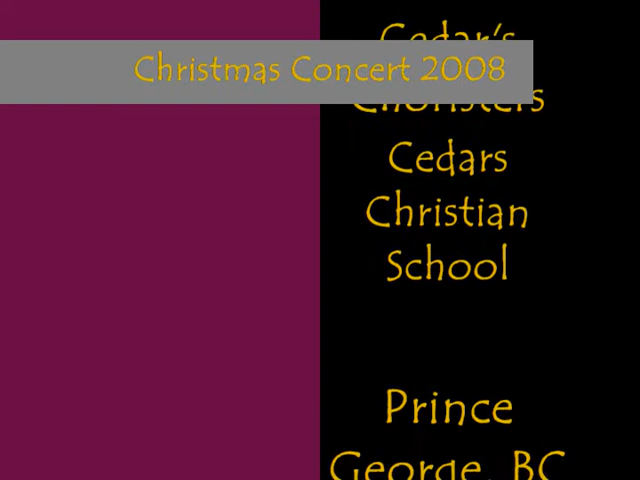 Cedar's
Christmas Concert 2008
Choristers
Cedars
Christian
School
Prince
George, BC